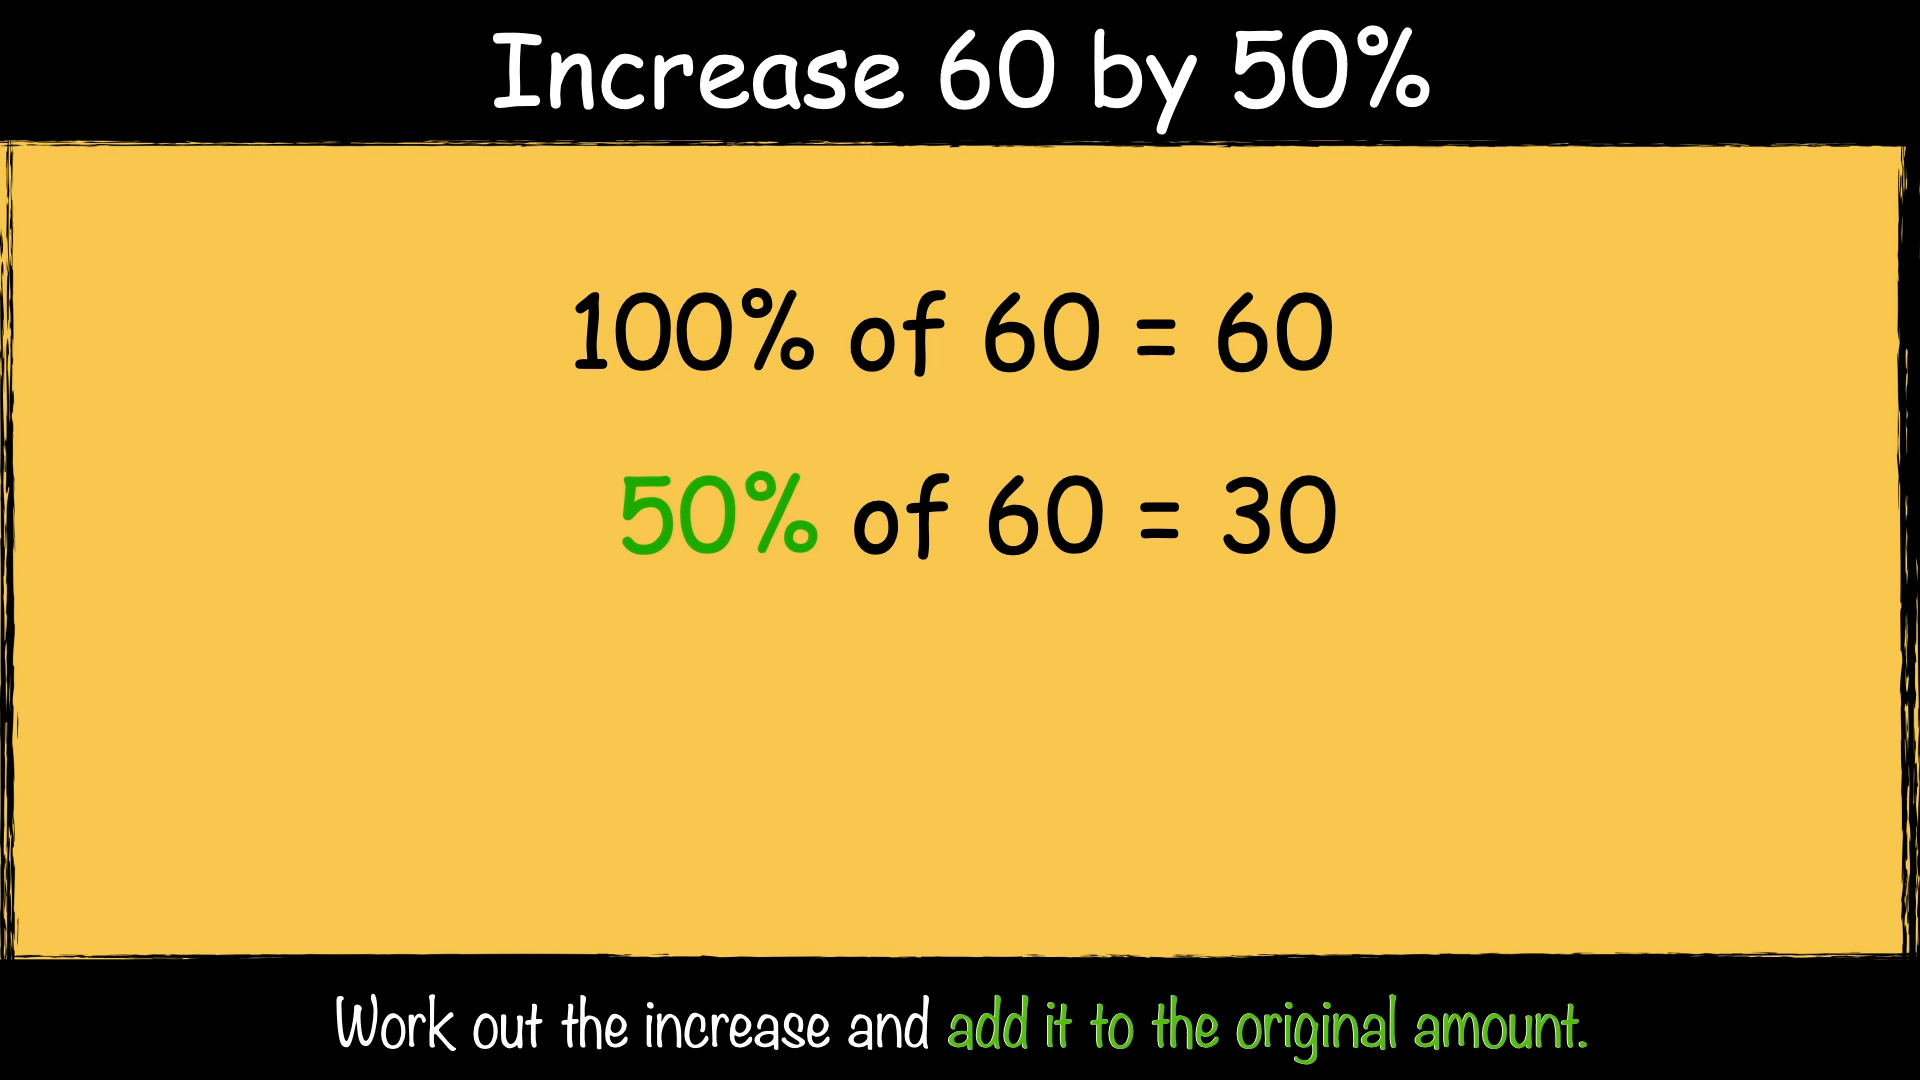 Increase 60 by 50%
100% of 60 = 60
50% of 60 = 30
Work out the increase and add it to the original amount.